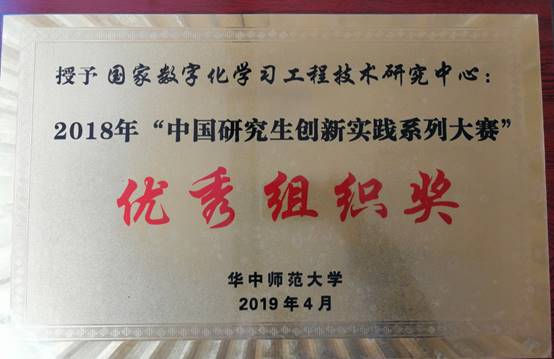 授予 国家数字化学习工程技术研究中心：
2018年“中国研究生创新实践系列大赛”
优秀组织奖
华中师范大学
2019年4月